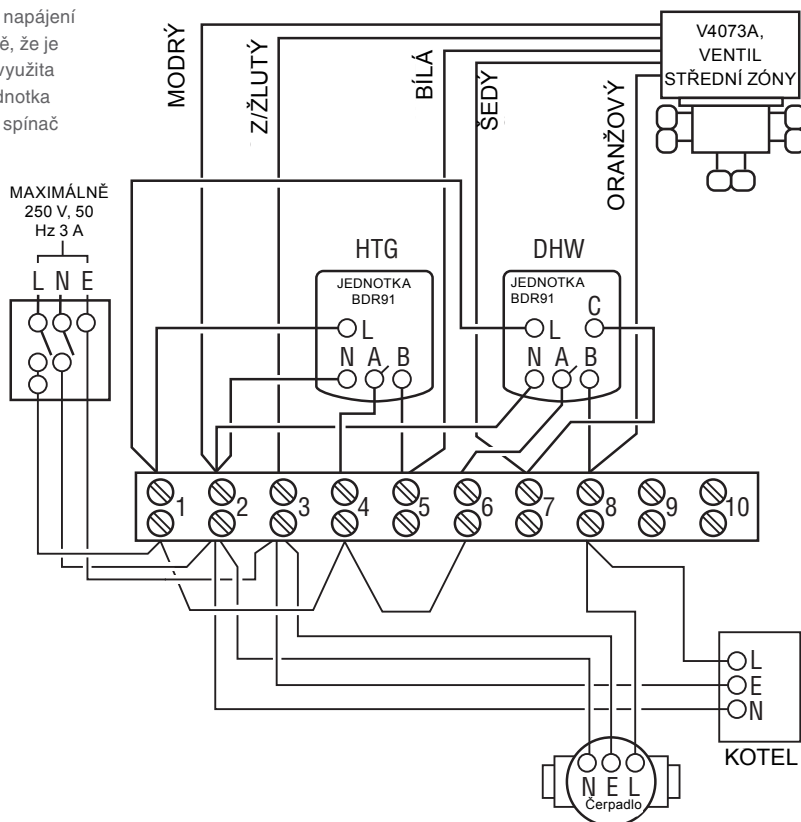 napájení
ě, že je
využita
dnotka
spínač
MODRÝ
Z/ŽLUTÝ
BÍLÁ
ŠEDÝ
ORANŽOVÝ
V4073A,
VENTIL
STŘEDNÍ ZÓNY
MAXIMÁLNĚ
250 V, 50
Hz 3 A
L N E
HTG
JEDNOTKA
BDR91
L
N A B
DHW
JEDNOTKA
BDR91
C
L
N A B
1 2 3 4 5 6 7 8 9 10
L
E
N
KOTEL
N E L
Čerpadlo